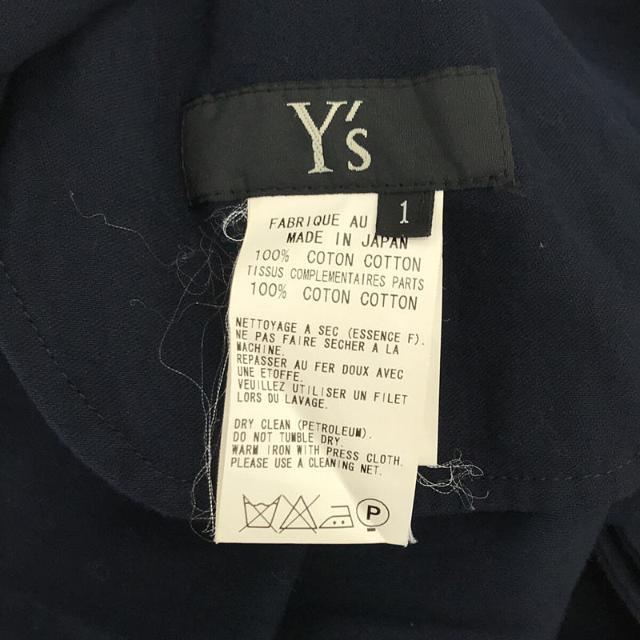 Y's
1
FABRIQUE AU
MADE IN JAPAN
100% COTON COTTON
TISSUS COMPLEMENTAIRES PARTS
100% COTON COTTON
NETTOYAGE A SEC (ESSENCE F).
NE PAS FAIRE SECHER A LA
MACHINE.
REPASSER AU FER DOUX AVEC
UNE ETOFFE.
VEUILLEZ UTILISER UN FILET
LORS DU LAVAGE.
DRY CLEAN (PETROLEUM).
DO NOT TUMBLE DRY.
WARM IRON WITH PRESS CLOTH.
PLEASE USE A CLEANING NET.
P